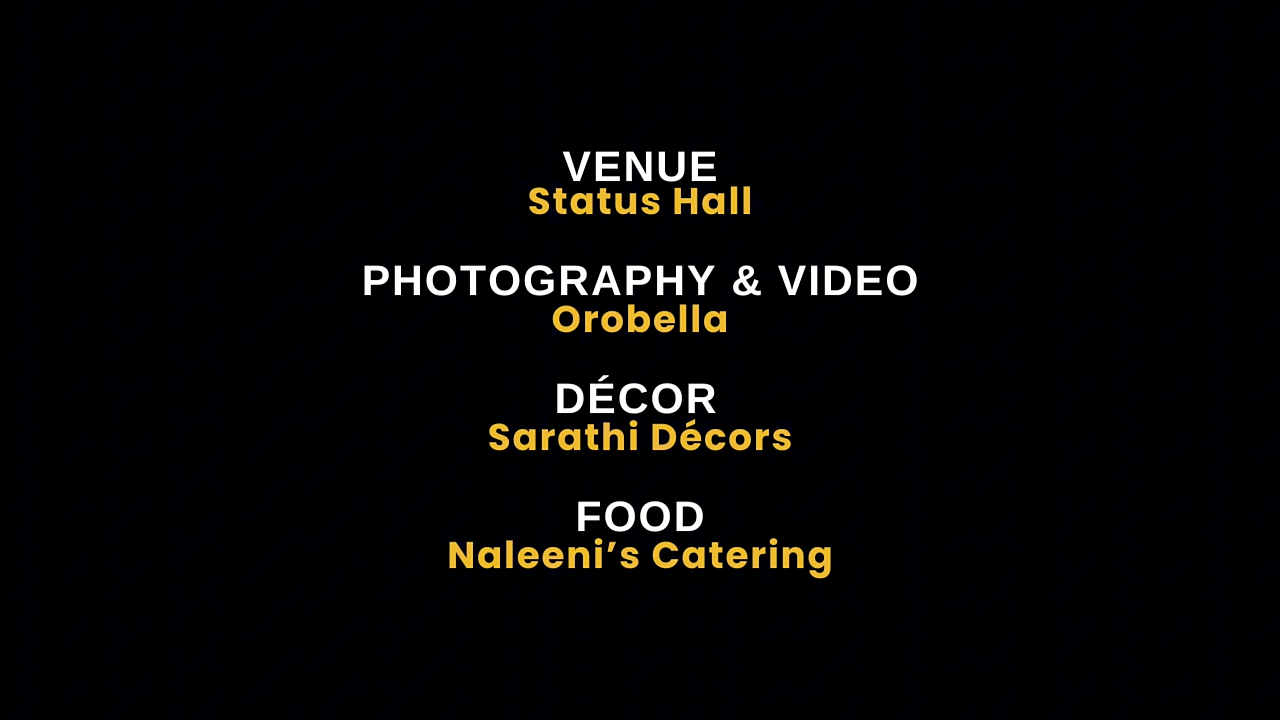 VENUE
Status Hall
PHOTOGRAPHY & VIDEO
Orobella
DÉCOR
Sarathi Décors
FOOD
Naleeni’s Catering